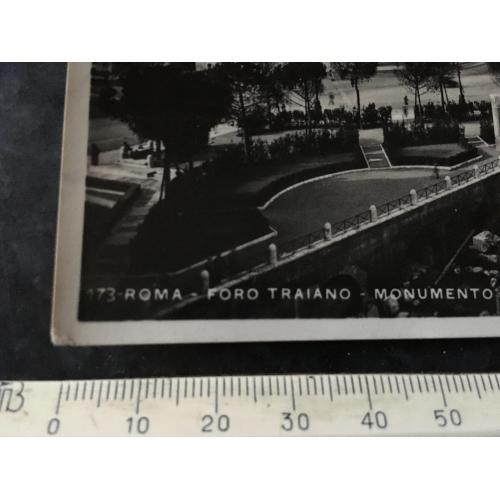 173-ROMA - FORO TRAIANO - MONUMENTO
0 10 20 30 40 50